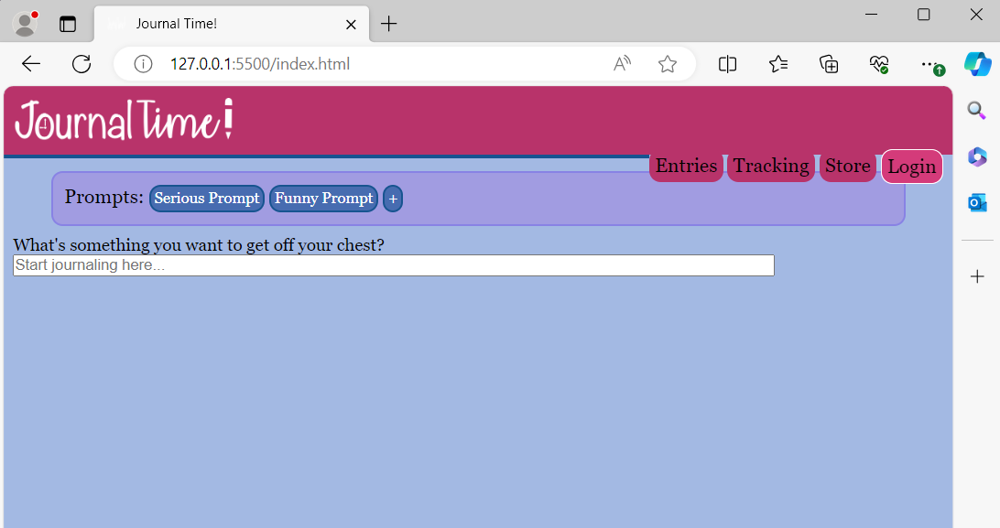 Journal Time!
127.0.0.1:5500/index.html
Journal Time!
Entries Tracking Store Login
Prompts: Serious Prompt Funny Prompt +
What's something you want to get off your chest?
Start journaling here...